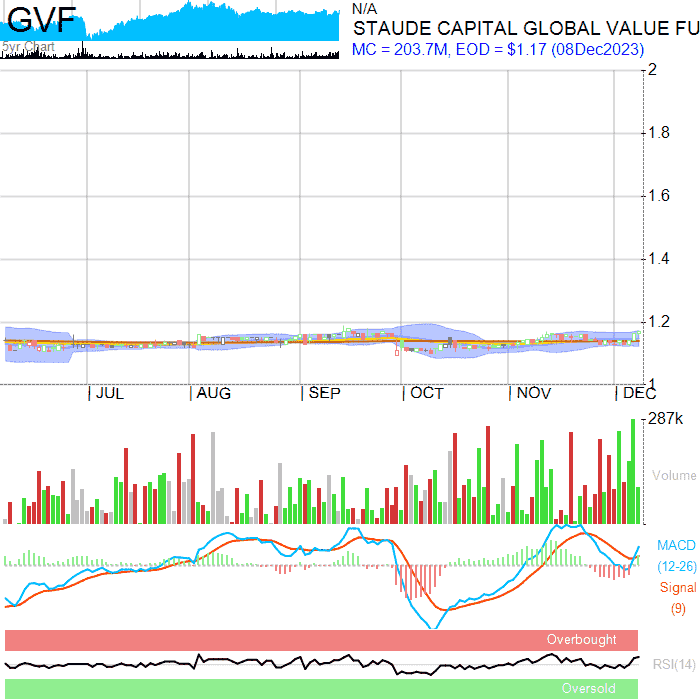 GVF
5yr Chart
N/A
STAUDE CAPITAL GLOBAL VALUE FU
MC = 203.7M, EOD = $1.17 (08Dec2023)
2
1.8
1.6
1.4
1.2
1
JUL
AUG
SEP
OCT
NOV
DEC
287k
Volume
MACD
(12-26)
Signal
(9)
Overbought
RSI(14)
Oversold